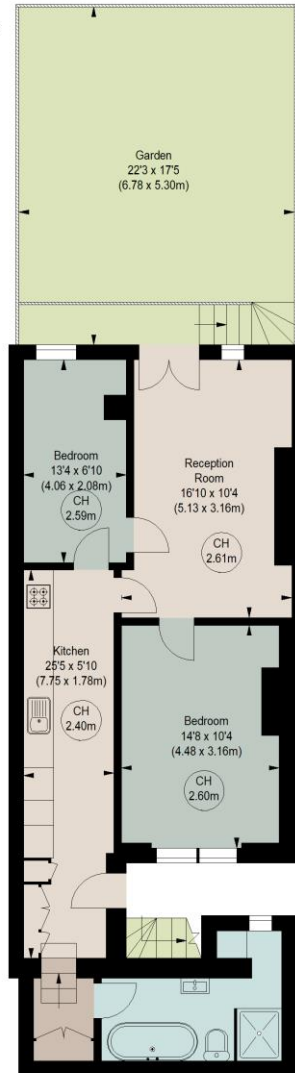 Garden
22'3 x 17'5
(6.78 x 5.30m)
Bedroom
13'4 x 6'10
(4.06 x 2.08m)
CH
2.59m
Reception
Room
16'10 x 10'4
(5.13 x 3.16m)
CH
2.61m
Kitchen
25'5 x 5'10
(7.75 x 1.78m)
CH
2.40m
Bedroom
14'8 x 10'4
(4.48 x 3.16m)
CH
2.60m